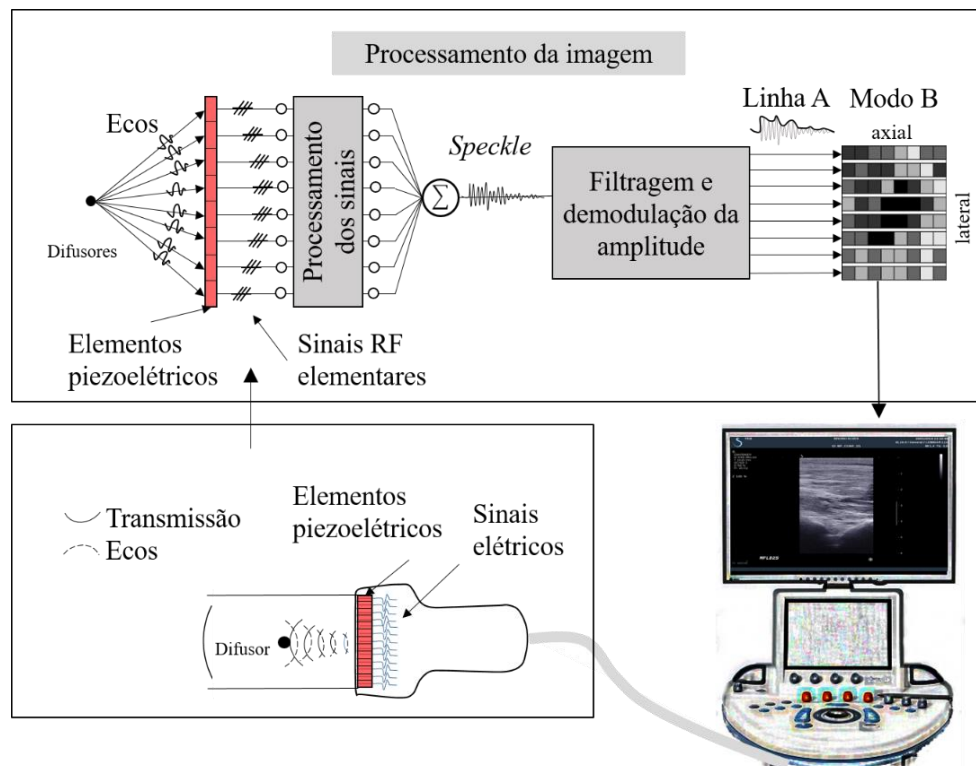 Processamento da imagem
Linha A
Modo B
Ecos
axial
Speckle
Processamento
dos sinais
Σ
Filtragem e
demodulação da
amplitude
lateral
Difusores
Elementos
piezoelétricos
Sinais RF
elementares
Elementos
piezoelétricos
Sinais
elétricos
Transmissão
Ecos
Difusor